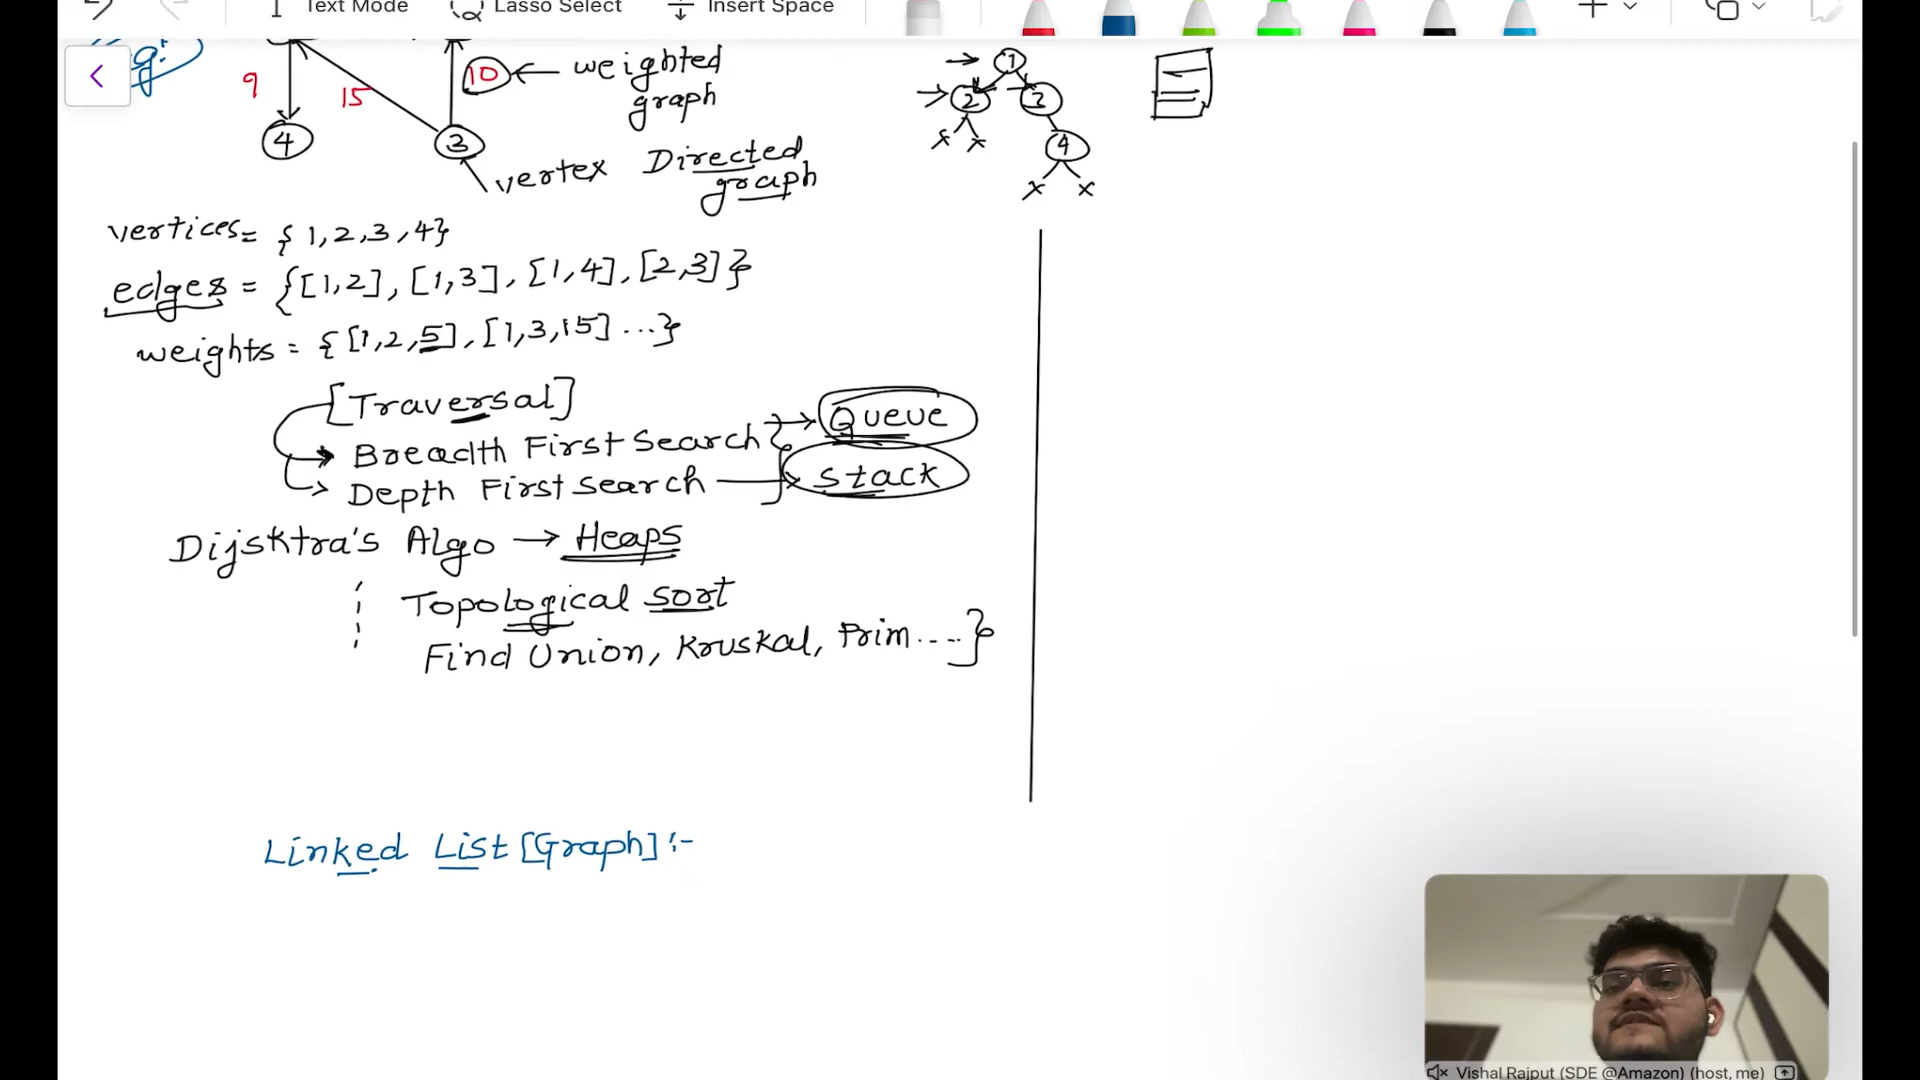 Text Mode
Lasso Select
Insert Space
g:
9
15
10
weighted
graph
4
3
vertex
Directed
graph
1
2
3
4
x x
x x
vertices = { 1,2,3,4}
edges = {[1,2], [1,3], [1,4], [2,3]}
weights = { [1,2,5], [1,3,15] ...}
[Traversal]
Breadth First Search
Queue
Depth First search
stack
Dijsktra's Algo → Heaps
Topological sort
Find Union, Kruskal, Prim....}
Linked List [Graph] :-
Vishal Rajput (SDE @Amazon) (host, me)